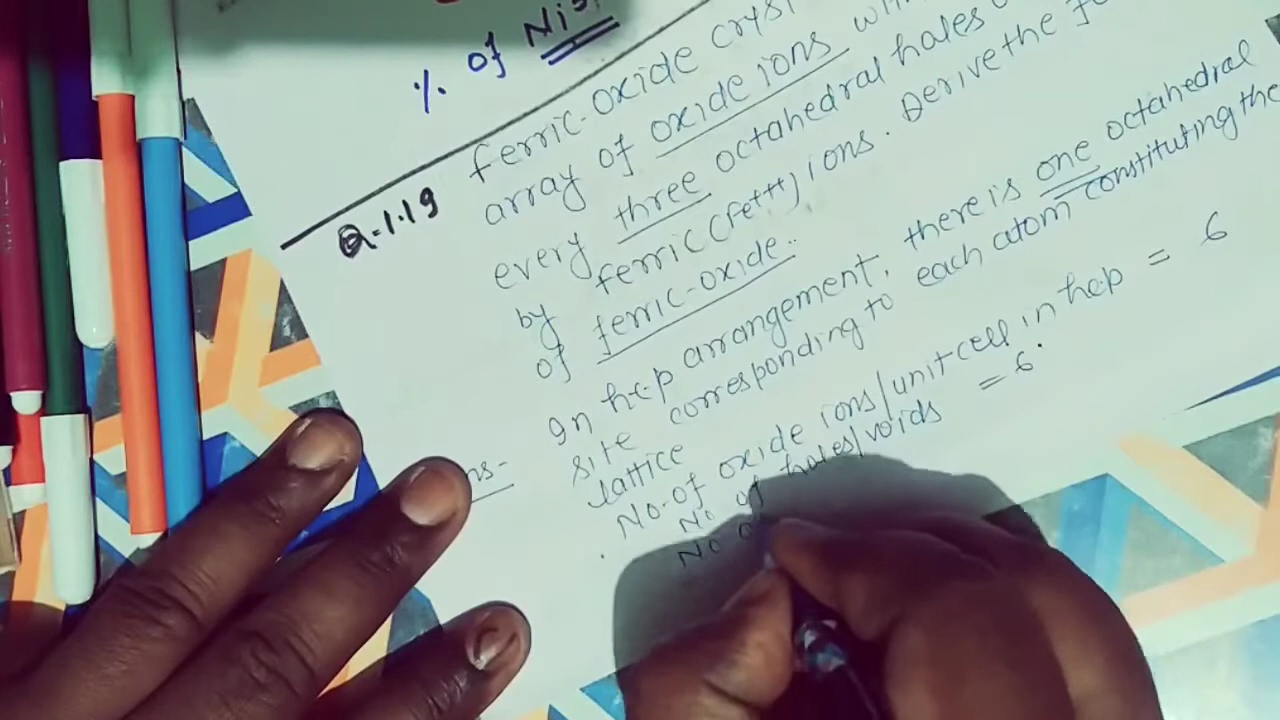 % of Ni
Q.1.19 ferric-oxide
array of oxide ions
every three octahedral holes
by ferric (Fe+++) ions. Derive the
of ferric-oxide.
In hcp arrangement, there is one octahedral
site corresponding to each atom constituting the
lattice
No. of oxide ions/unit cell in hcp = 6
No of holes/voids = 6.
No